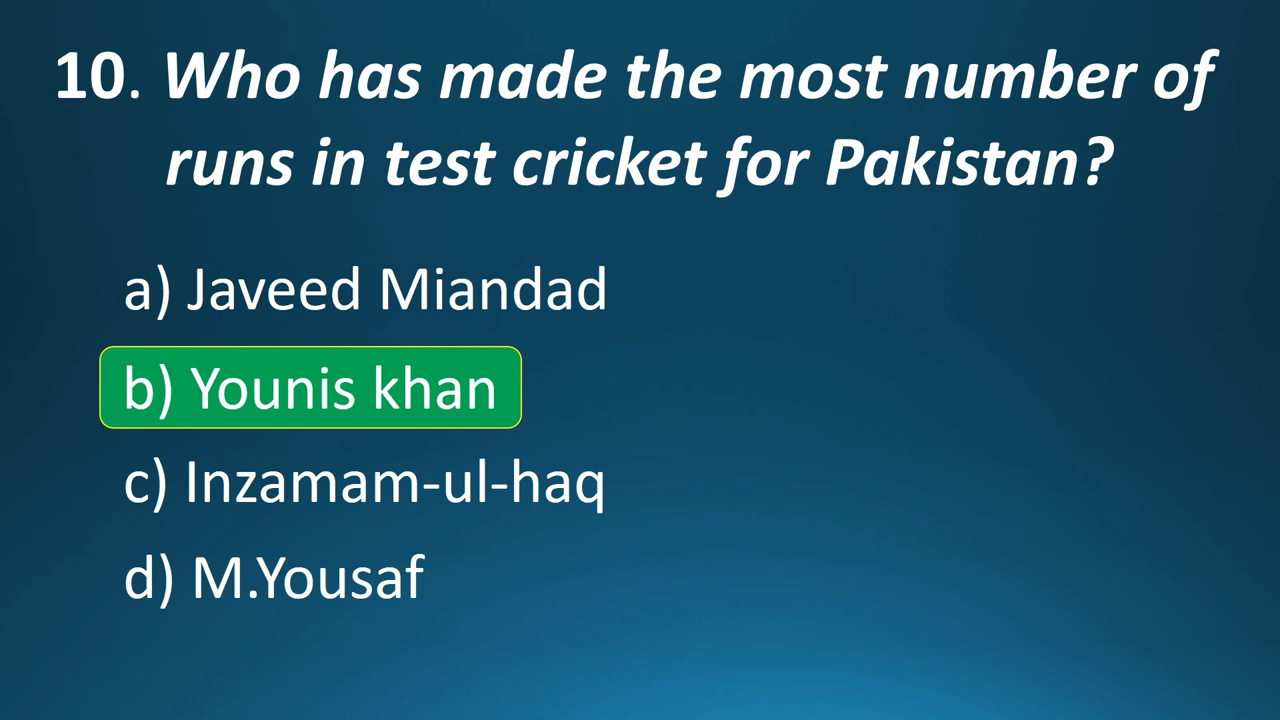 10. Who has made the most number of
runs in test cricket for Pakistan?
a) Javeed Miandad
b) Younis khan
c) Inzamam-ul-haq
d) M.Yousaf